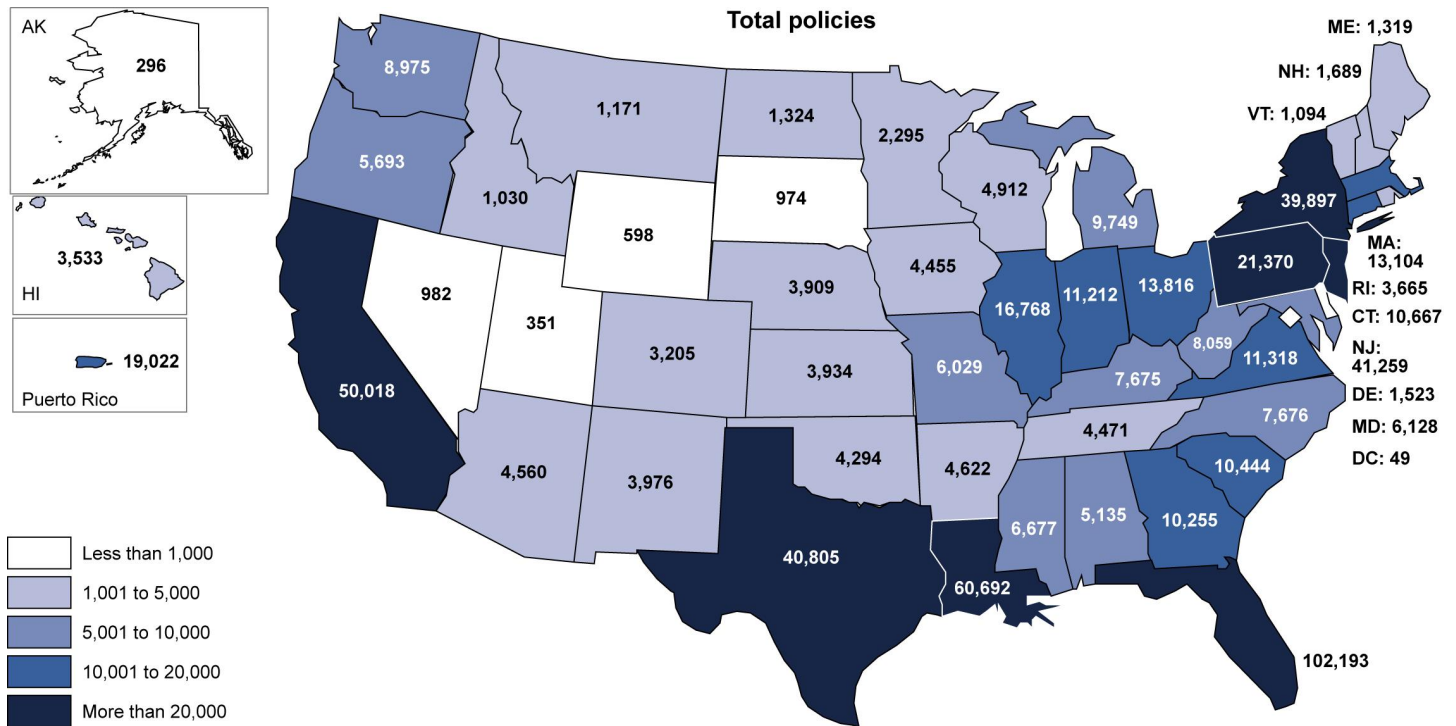 Total policies
AK
296
3,533
HI
19,022
Puerto Rico
8,975
5,693
1,030
1,171
1,324
2,295
974
598
4,912
9,749
ME: 1,319
NH: 1,689
VT: 1,094
39,897
21,370
MA:
13,104
RI: 3,665
CT: 10,667
NJ:
41,259
DE: 1,523
MD: 6,128
DC: 49
982
351
3,909
4,455
16,768
11,212
13,816
8,059
11,318
50,018
3,205
3,934
6,029
7,675
7,676
4,560
3,976
4,294
4,622
4,471
10,444
6,677
5,135
10,255
40,805
60,692
102,193
Less than 1,000
1,001 to 5,000
5,001 to 10,000
10,001 to 20,000
More than 20,000